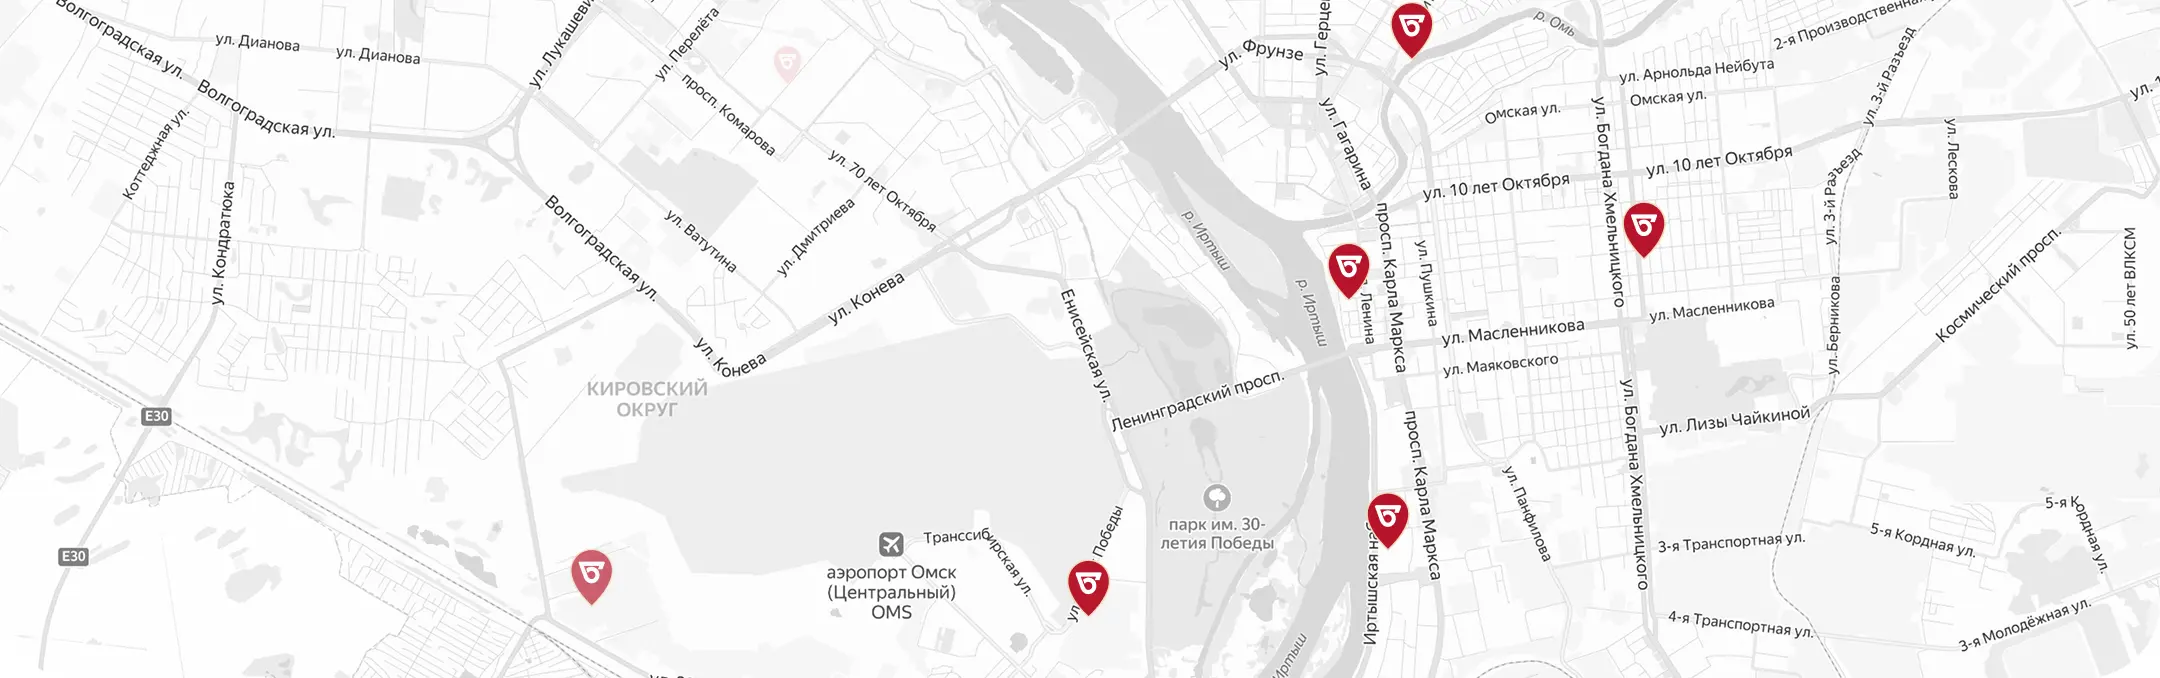 Волгоградская ул.
ул. Дианова
ул. Дианова
ул. Перелёта
р. Омь
2-я Производственная
ул. Фрунзе
просп. Комарова
ул. Арнольда Нейбута
ул. 3-й Разъезд
Волгоградская ул.
Омская ул.
Омская ул.
ул. Гагарина
ул. Богдана Хмельницкого
Коттеджная ул.
ул. Кондратюка
ул. 70 лет Октября
ул. 10 лет Октября
ул. 10 лет Октября
ул. 3-й Разъезд
ул. Лескова
Волгоградская ул.
ул. Ватутина
ул. Дмитриева
р. Иртыш
р. Иртыш
просп. Карла Маркса
ул. Пушкина
Ленина
ул. Конева
Енисейская ул.
ул. Масленникова
ул. Масленникова
ул. Берникова
Космический просп.
ул. 50 лет ВЛКСМ
ул. Конева
ул. Маяковского
КИРОВСКИЙ
ОКРУГ
Ленинградский просп.
ул. Лизы Чайкиной
E30
просп. Карла Маркса
ул. Богдана Хмельницкого
ул. Панфилова
E30
Транссибирская ул.
Победы
парк им. 30-
летия Победы
3-я Транспортная ул.
5-я Кордная ул.
5-я Кордная ул.
аэропорт Омск
(Центральный)
OMS
Иртышская
4-я Транспортная ул.
3-я Молодёжная ул.
Иртыш